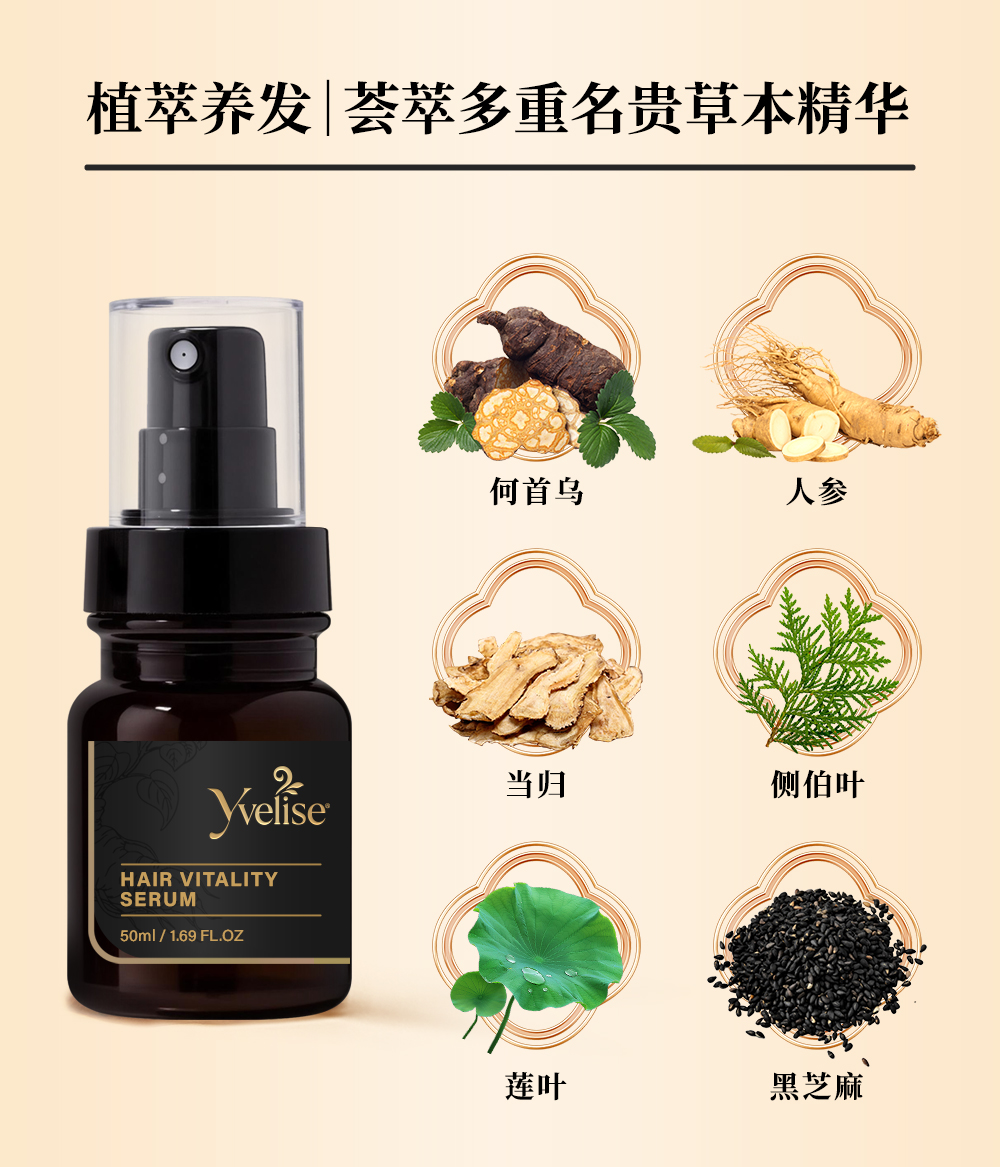 植萃养发|荟萃多重名贵草本精华
Yvelise®
HAIR VITALITY
SERUM
50ml / 1.69 FL.OZ
何首乌
人参
当归
侧伯叶
莲叶
黑芝麻